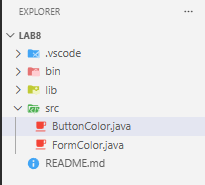 EXPLORER
LAB8
.vscode
bin
lib
src
ButtonColor.java
FormColor.java
README.md